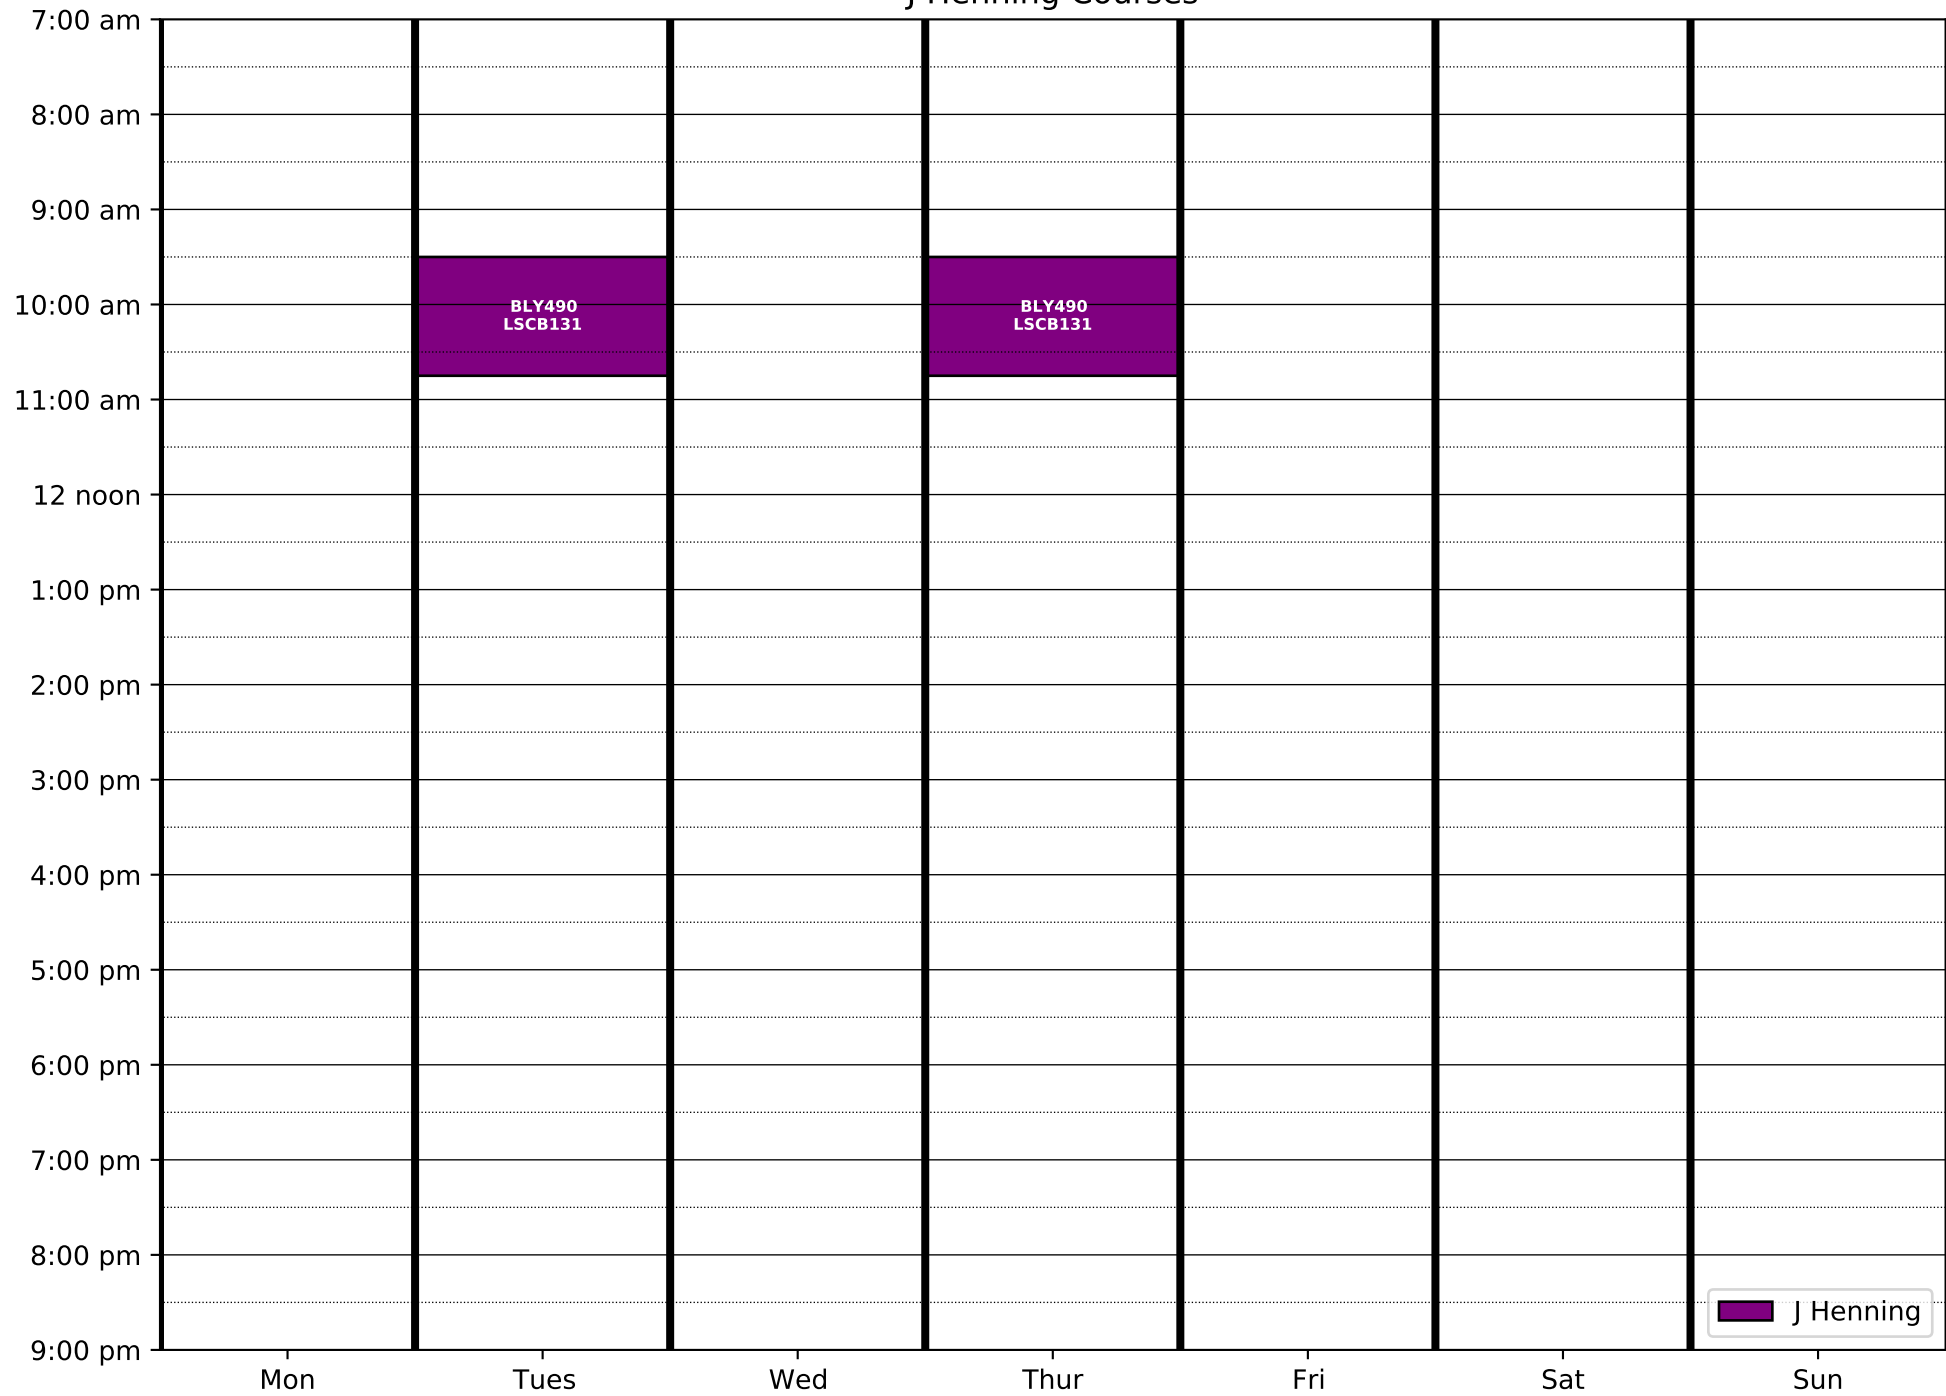 J Henning Courses
7:00 am
8:00 am
9:00 am
10:00 am
11:00 am
12 noon
1:00 pm
2:00 pm
3:00 pm
4:00 pm
5:00 pm
6:00 pm
7:00 pm
8:00 pm
9:00 pm
BLY490
LSCB131
BLY490
LSCB131
J Henning
Mon
Tues
Wed
Thur
Fri
Sat
Sun